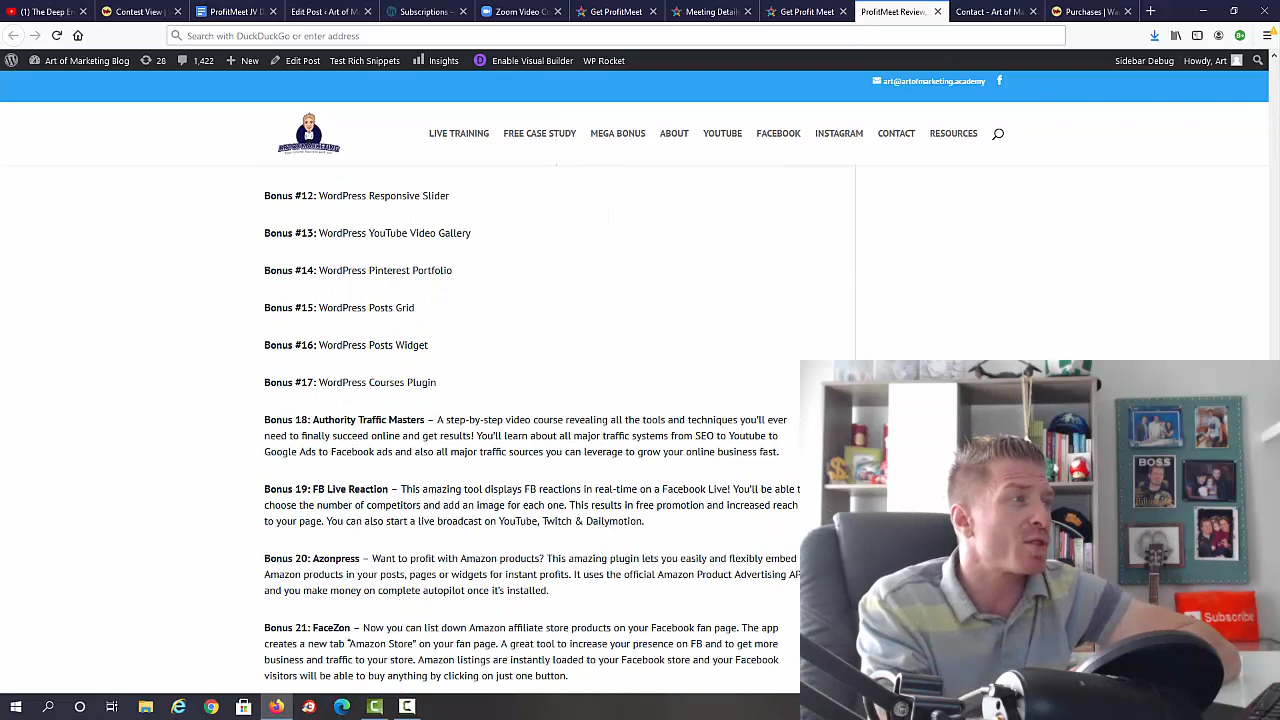 (1) The Deep En
Contest View |
ProfitMeet JV D
Edit Post ‹ Art of M
Subscriptions –
Zoom Video C
Get ProfitMeet
Meeting Details
Get Profit Meet
ProfitMeet Review,
Contact - Art of Ma
Purchases | Wa
Search with DuckDuckGo or enter address
Art of Marketing Blog
28
1,422
New
Edit Post
Test Rich Snippets
Insights
Enable Visual Builder
WP Rocket
Sidebar Debug
Howdy, Art
art@artofmarketing.academy
ART OF MARKETING
LIVE TRAINING
FREE CASE STUDY
MEGA BONUS
ABOUT
YOUTUBE
FACEBOOK
INSTAGRAM
CONTACT
RESOURCES
Bonus #12: WordPress Responsive Slider
Bonus #13: WordPress YouTube Video Gallery
Bonus #14: WordPress Pinterest Portfolio
Bonus #15: WordPress Posts Grid
Bonus #16: WordPress Posts Widget
Bonus #17: WordPress Courses Plugin
Bonus 18: Authority Traffic Masters – A step-by-step video course revealing all the tools and techniques you'll ever
need to finally succeed online and get results! You'll learn about all major traffic systems from SEO to Youtube to
Google Ads to Facebook ads and also all major traffic sources you can leverage to grow your online business fast.
Bonus 19: FB Live Reaction – This amazing tool displays FB reactions in real-time on a Facebook Live! You'll be able t
choose the number of competitors and add an image for each one. This results in free promotion and increased reach
to your page. You can also start a live broadcast on YouTube, Twitch & Dailymotion.
Bonus 20: Azonpress – Want to profit with Amazon products? This amazing plugin lets you easily and flexibly embed
Amazon products in your posts, pages or widgets for instant profits. It uses the official Amazon Product Advertising AP
and you make money on complete autopilot once it's installed.
Bonus 21: FaceZon – Now you can list down Amazon affiliate store products on your Facebook fan page. The app
creates a new tab “Amazon Store” on your fan page. A great tool to increase your presence on FB and to get more
business and traffic to your store. Amazon listings are instantly loaded to your Facebook store and your Facebook
visitors will be able to buy anything by clicking on just one button.
BOSS
Subscribe